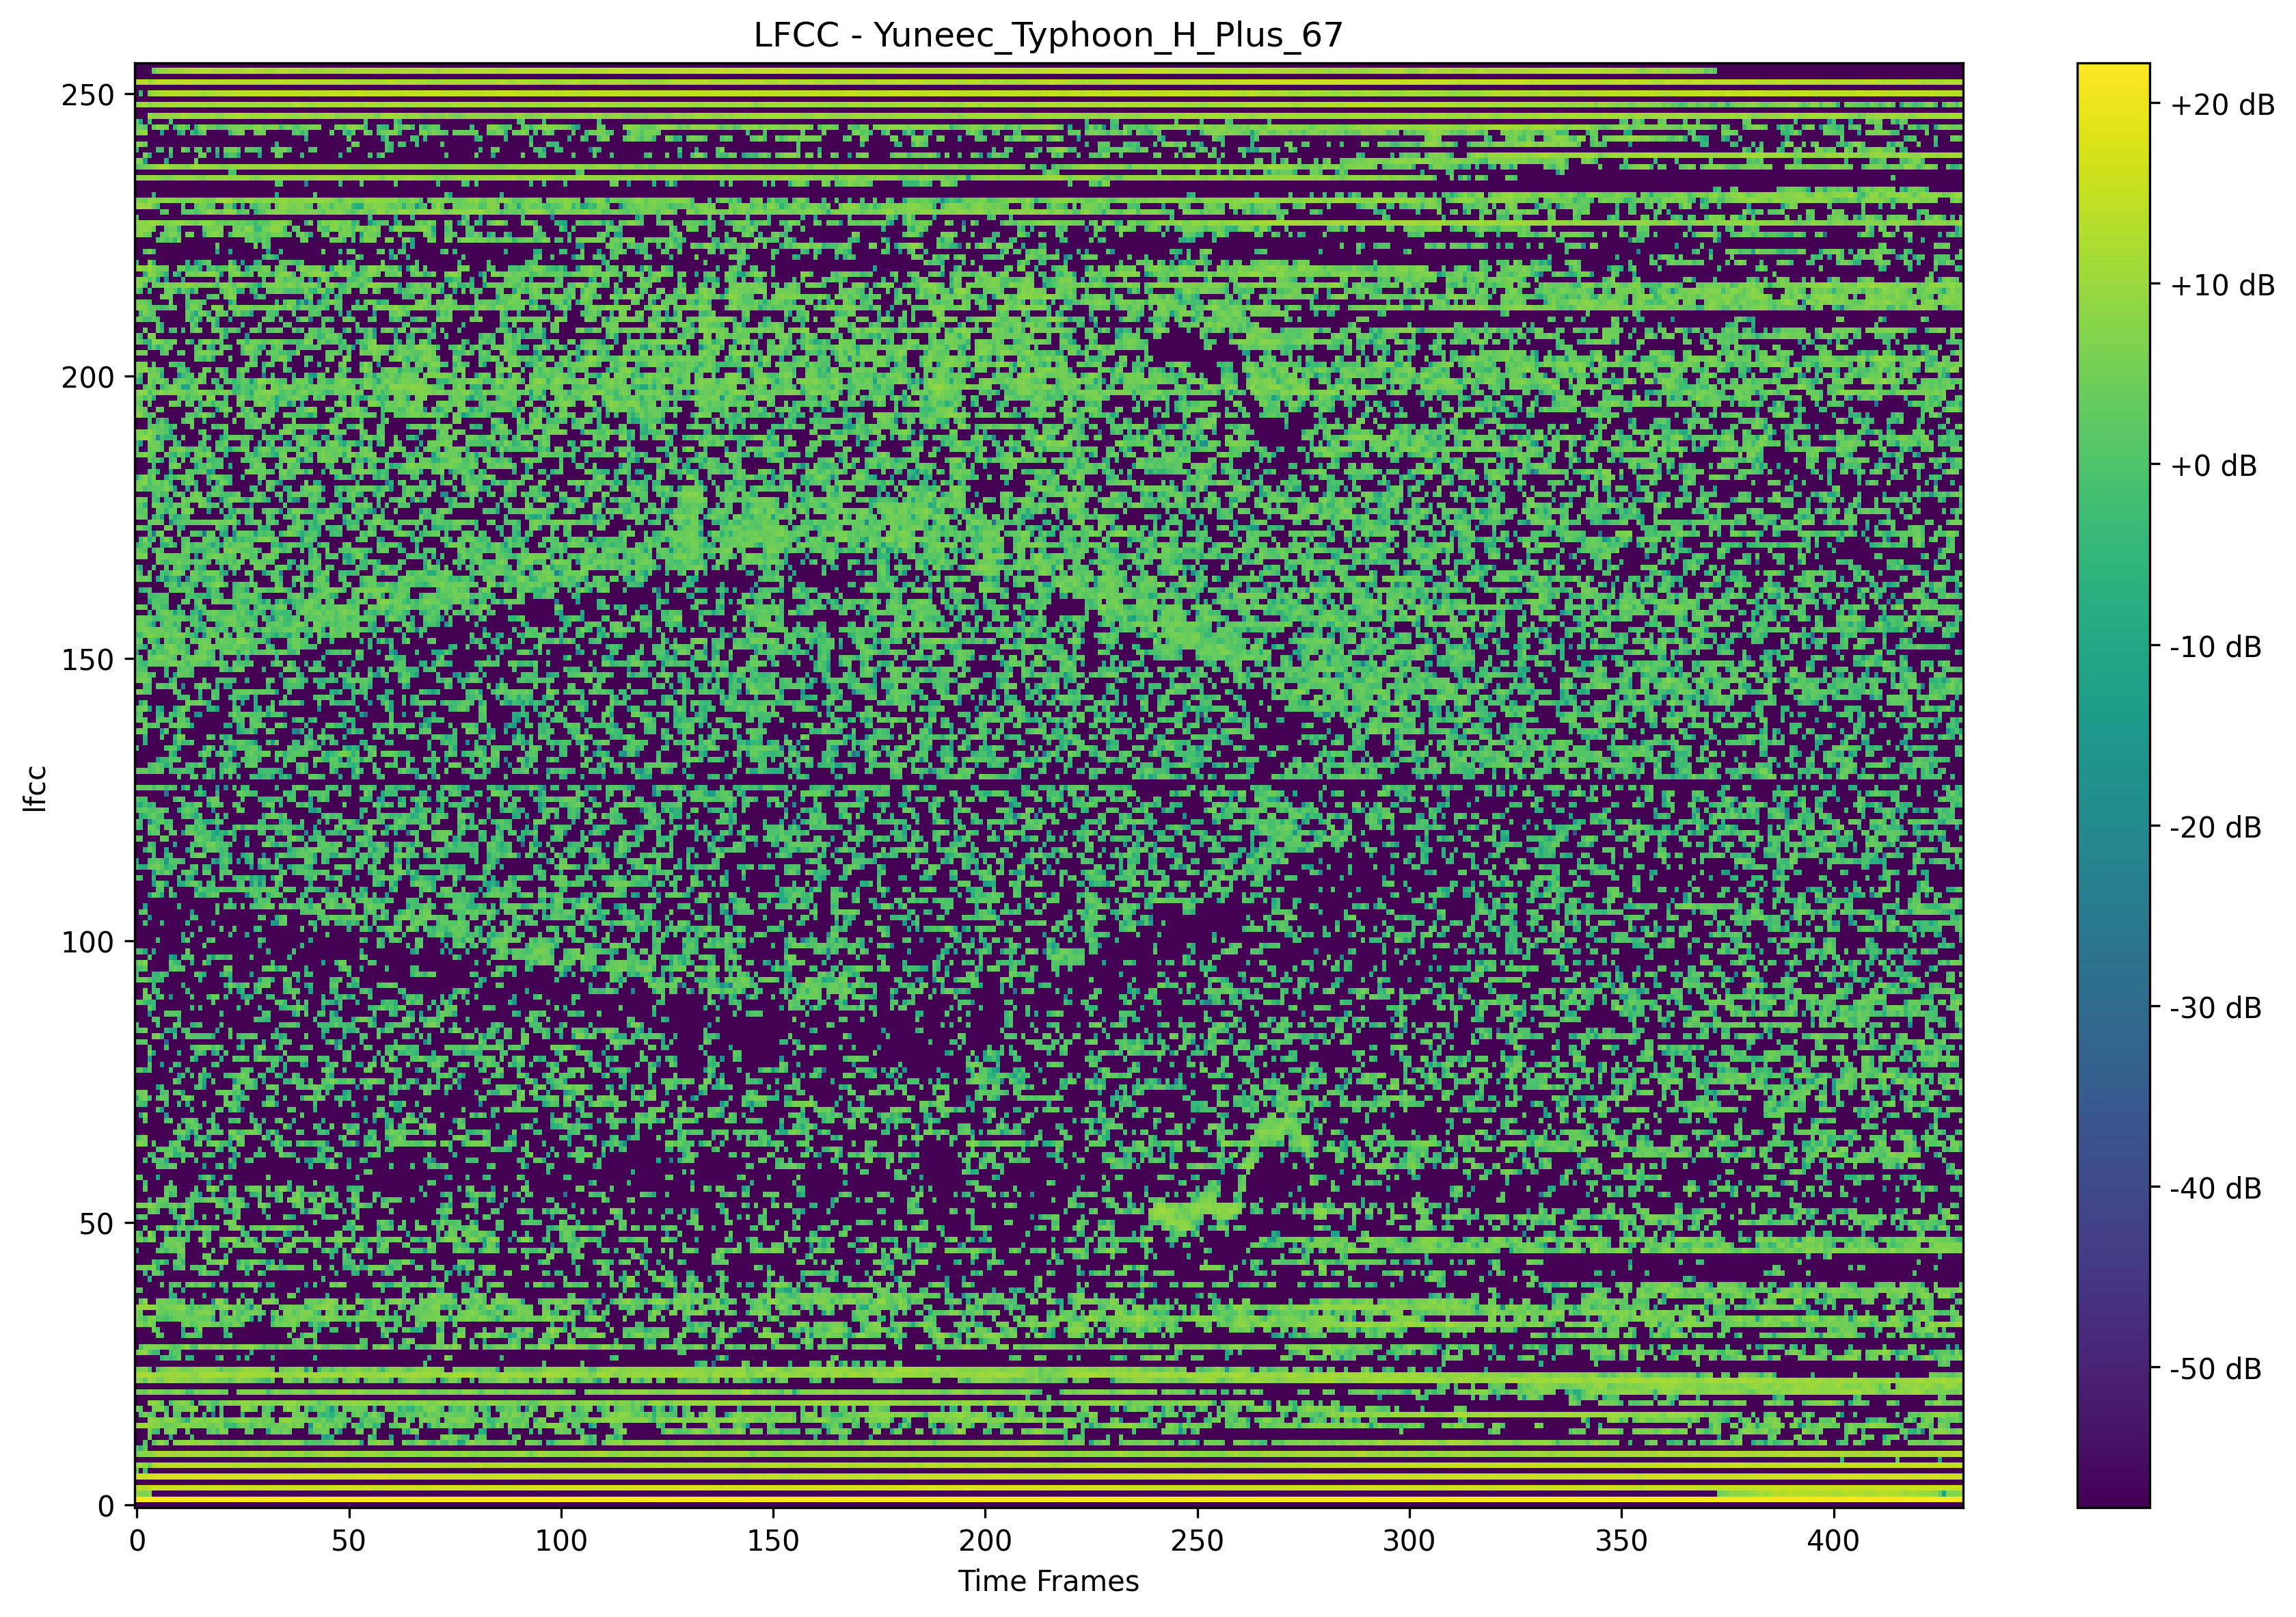 LFCC - Yuneec_Typhoon_H_Plus_67
250
200
150
100
50
0
lfcc
0 50 100 150 200 250 300 350 400
Time Frames
+20 dB
+10 dB
+0 dB
-10 dB
-20 dB
-30 dB
-40 dB
-50 dB